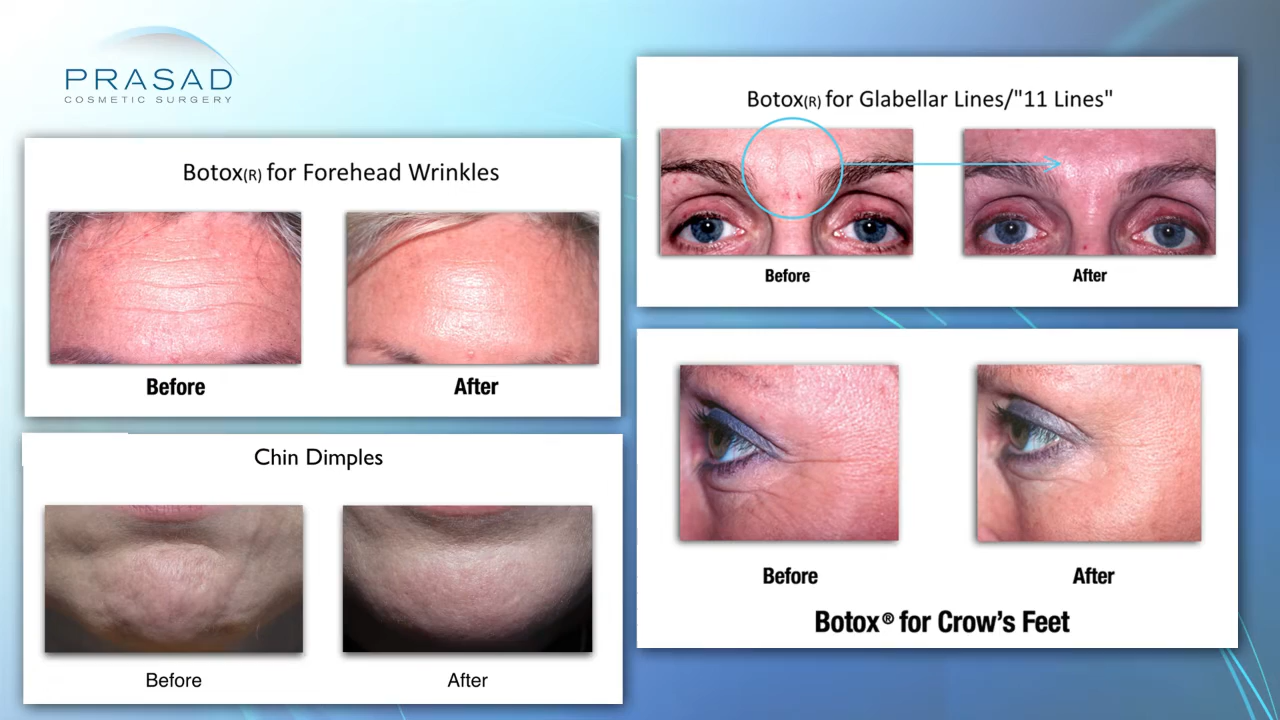 PRASAD
COSMETIC SURGERY
Botox(R) for Forehead Wrinkles
Before
After
Chin Dimples
Before
After
Botox(R) for Glabellar Lines/"11 Lines"
Before
After
Before
After
Botox® for Crow's Feet